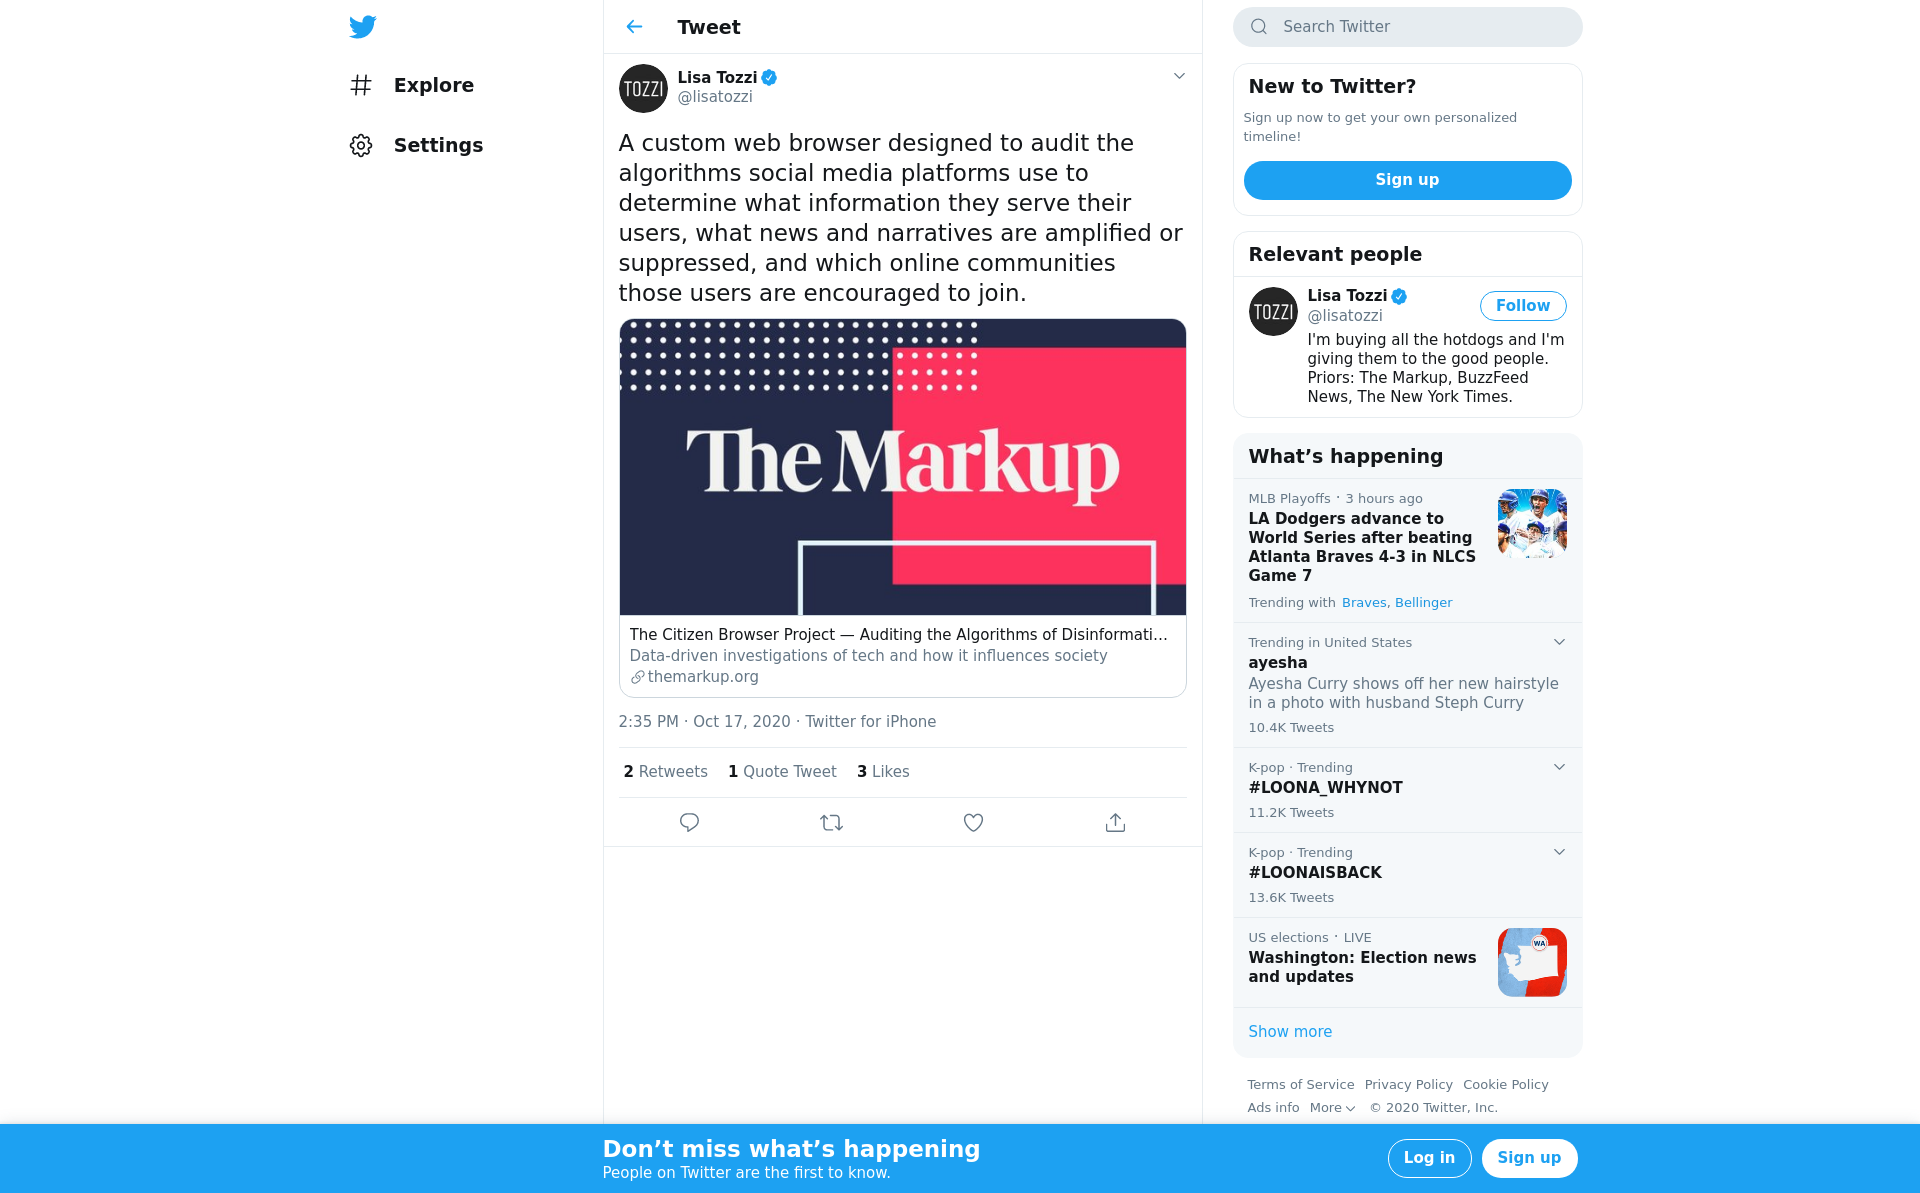 Explore
Settings
Tweet
TOZZI
Lisa Tozzi
@lisatozzi
A custom web browser designed to audit the
algorithms social media platforms use to
determine what information they serve their
users, what news and narratives are amplified or
suppressed, and which online communities
those users are encouraged to join.
The Markup
The Citizen Browser Project — Auditing the Algorithms of Disinformati...
Data-driven investigations of tech and how it influences society
themarkup.org
2:35 PM · Oct 17, 2020 · Twitter for iPhone
2 Retweets 1 Quote Tweet 3 Likes
Search Twitter
New to Twitter?
Sign up now to get your own personalized
timeline!
Sign up
Relevant people
TOZZI
Lisa Tozzi
@lisatozzi
Follow
I'm buying all the hotdogs and I'm
giving them to the good people.
Priors: The Markup, BuzzFeed
News, The New York Times.
What's happening
MLB Playoffs · 3 hours ago
LA Dodgers advance to
World Series after beating
Atlanta Braves 4-3 in NLCS
Game 7
Trending with Braves, Bellinger
Trending in United States
ayesha
Ayesha Curry shows off her new hairstyle
in a photo with husband Steph Curry
10.4K Tweets
K-pop · Trending
#LOONA_WHYNOT
11.2K Tweets
K-pop · Trending
#LOONAISBACK
13.6K Tweets
US elections · LIVE
Washington: Election news
and updates
WA
Show more
Terms of Service Privacy Policy Cookie Policy
Ads info More © 2020 Twitter, Inc.
Don't miss what's happening
People on Twitter are the first to know.
Log in
Sign up